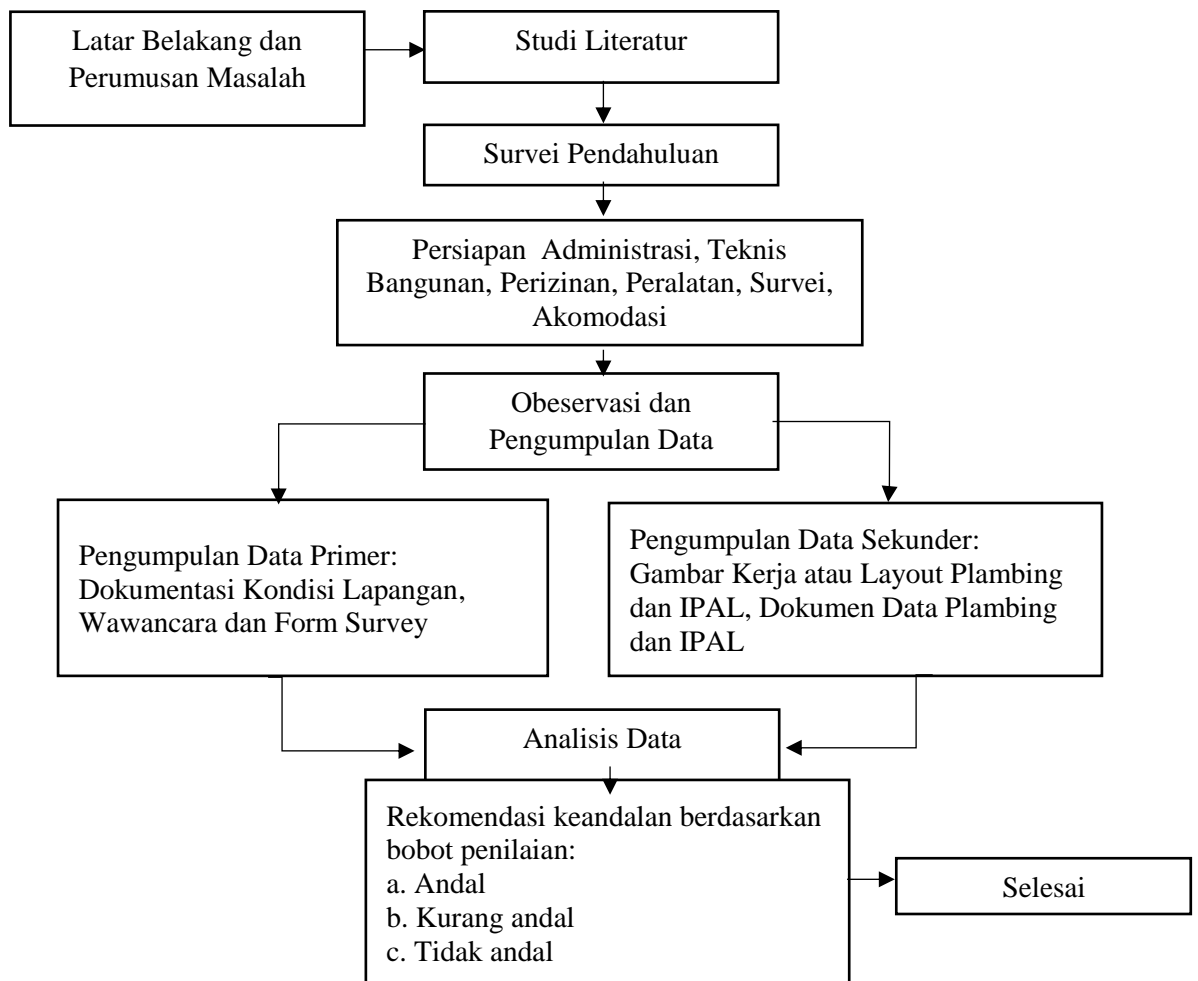 Latar Belakang dan
Perumusan Masalah
Studi Literatur
Survei Pendahuluan
Persiapan Administrasi, Teknis
Bangunan, Perizinan, Peralatan, Survei,
Akomodasi
Obeservasi dan
Pengumpulan Data
Pengumpulan Data Primer:
Dokumentasi Kondisi Lapangan,
Wawancara dan Form Survey
Pengumpulan Data Sekunder:
Gambar Kerja atau Layout Plambing
dan IPAL, Dokumen Data Plambing
dan IPAL
Analisis Data
Rekomendasi keandalan berdasarkan
bobot penilaian:
a. Andal
b. Kurang andal
c. Tidak andal
Selesai